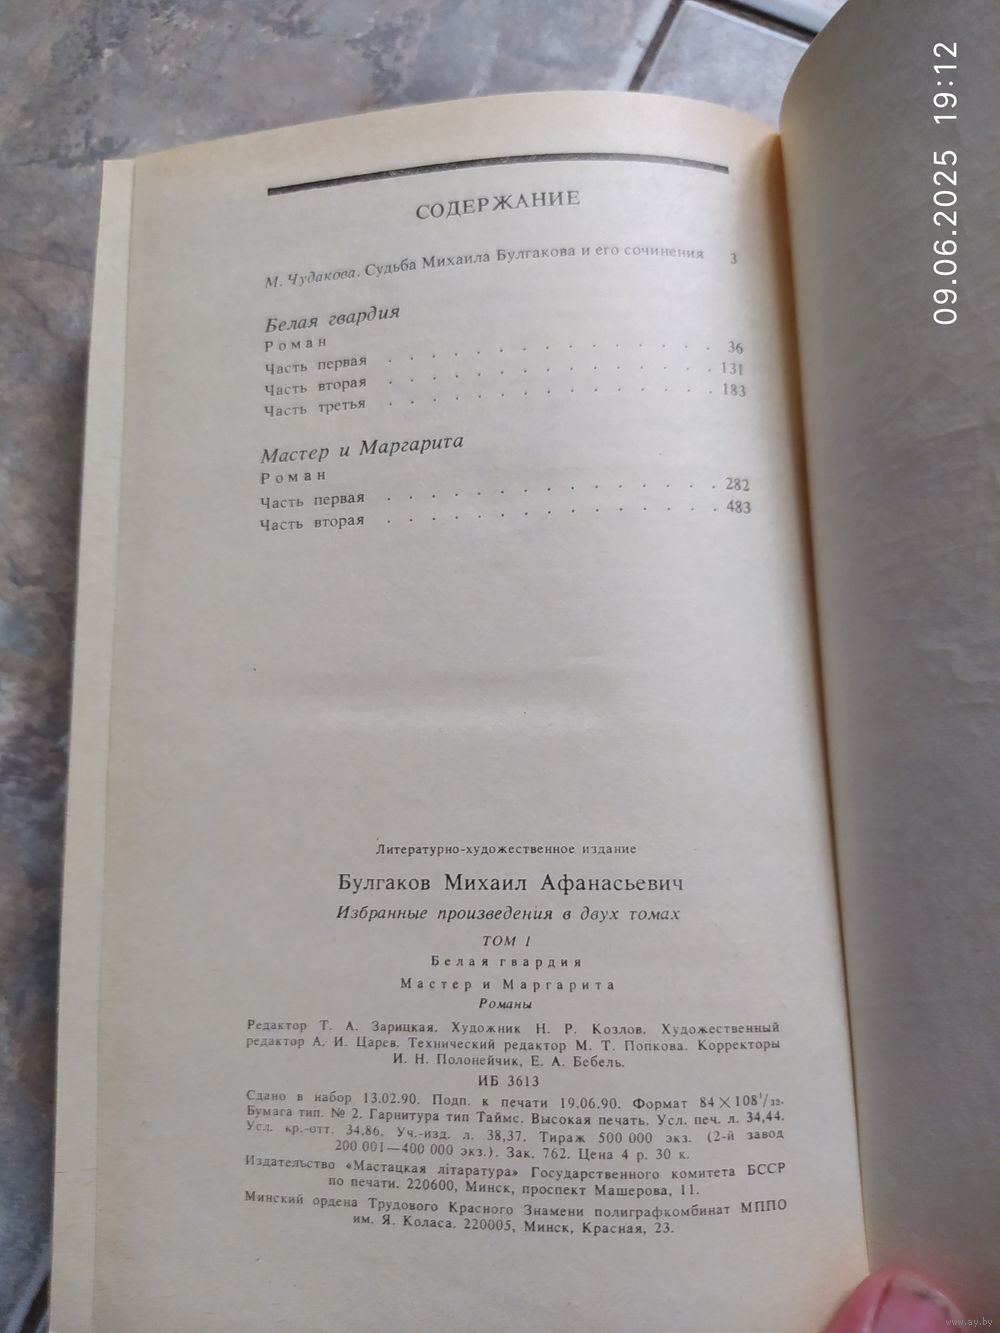 09.06.2025 19:12
СОДЕРЖАНИЕ
М. Чудакова. Судьба Михаила Булгакова и его сочинения 3
Белая гвардия
Роман
Часть первая . . . . . . . . . . . . . . . 36
Часть вторая . . . . . . . . . . . . . . . 131
Часть третья . . . . . . . . . . . . . . . 183
Мастер и Маргарита
Роман
Часть первая . . . . . . . . . . . . . . . 282
Часть вторая . . . . . . . . . . . . . . . 483
Литературно-художественное издание
Булгаков Михаил Афанасьевич
Избранные произведения в двух томах
ТОМ I
Белая гвардия
Мастер и Маргарита
Романы
Редактор Т. А. Зарицкая. Художник Н. Р. Козлов. Художественный
редактор А. И. Царев. Технический редактор М. Т. Попкова. Корректоры
И. Н. Полонейчик, Е. А. Бебель.
ИБ 3613
Сдано в набор 13.02.90. Подп. к печати 19.06.90. Формат 84×108¹/₃₂.
Бумага тип. № 2. Гарнитура тип Таймс. Высокая печать. Усл. печ. л. 34,44.
Усл. кр.-отт. 34,86. Уч.-изд. л. 38,37. Тираж 500 000 экз. (2-й завод
200 001—400 000 экз.). Зак. 762. Цена 4 р. 30 к.
Издательство «Мастацкая літаратура» Государственного комитета БССР
по печати. 220600, Минск, проспект Машерова, 11.
Минский ордена Трудового Красного Знамени полиграфкомбинат МППО
им. Я. Коласа. 220005, Минск, Красная, 23.
www.ay.by